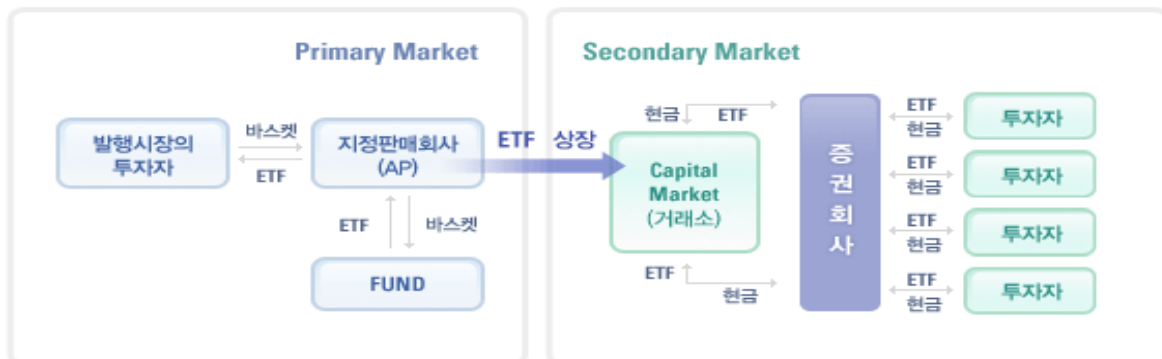 Primary Market
발행시장의
투자자
바스켓
ETF
지정판매회사
(AP)
ETF
바스켓
FUND
ETF 상장
Secondary Market
현금
ETF
Capital
Market
(거래소)
ETF
현금
증
권
회
사
ETF
현금
투자자
ETF
현금
투자자
ETF
현금
투자자
ETF
현금
투자자